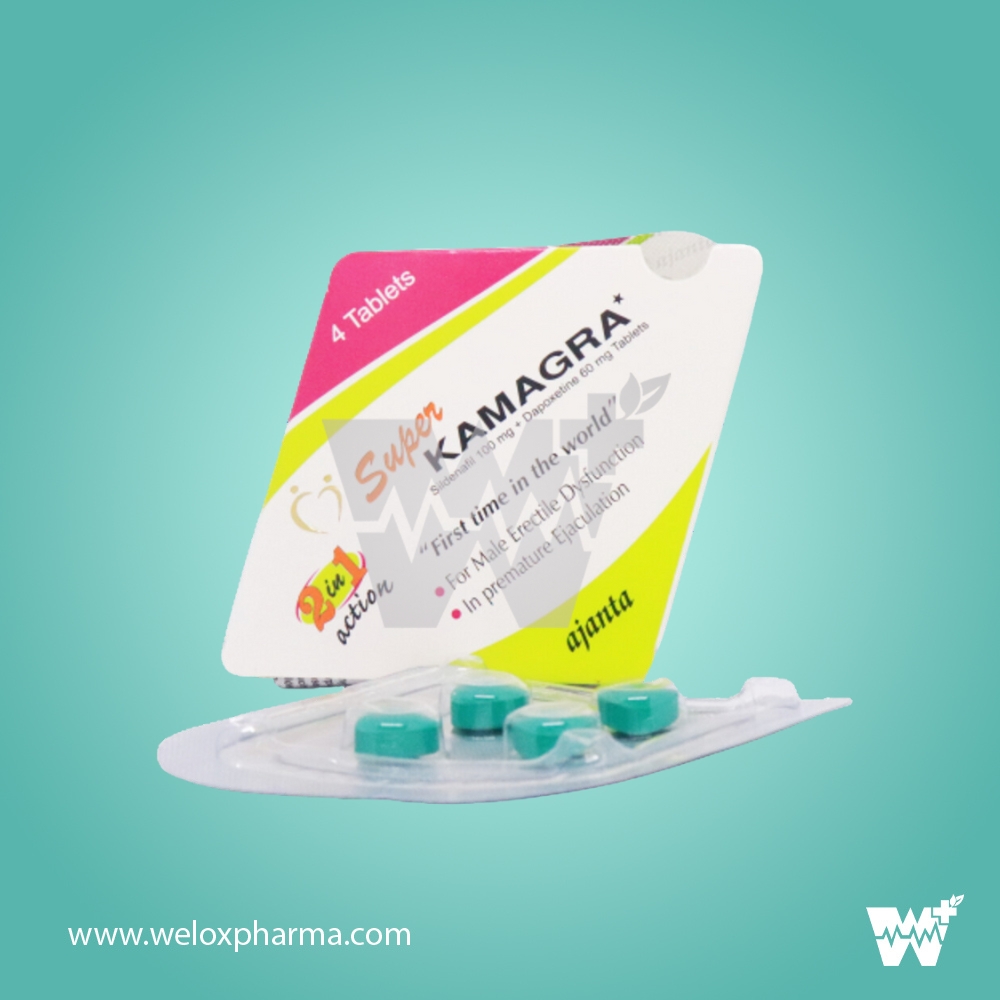 4 Tablets
ajanta
Super
KAMAGRA*
Sildenafil 100 mg + Dapoxetine 60 mg Tablets
"First time in the world"
• For Male Erectile Dysfunction
• In premature Ejaculation
2 in 1
action
ajanta
www.weloxpharma.com
W+